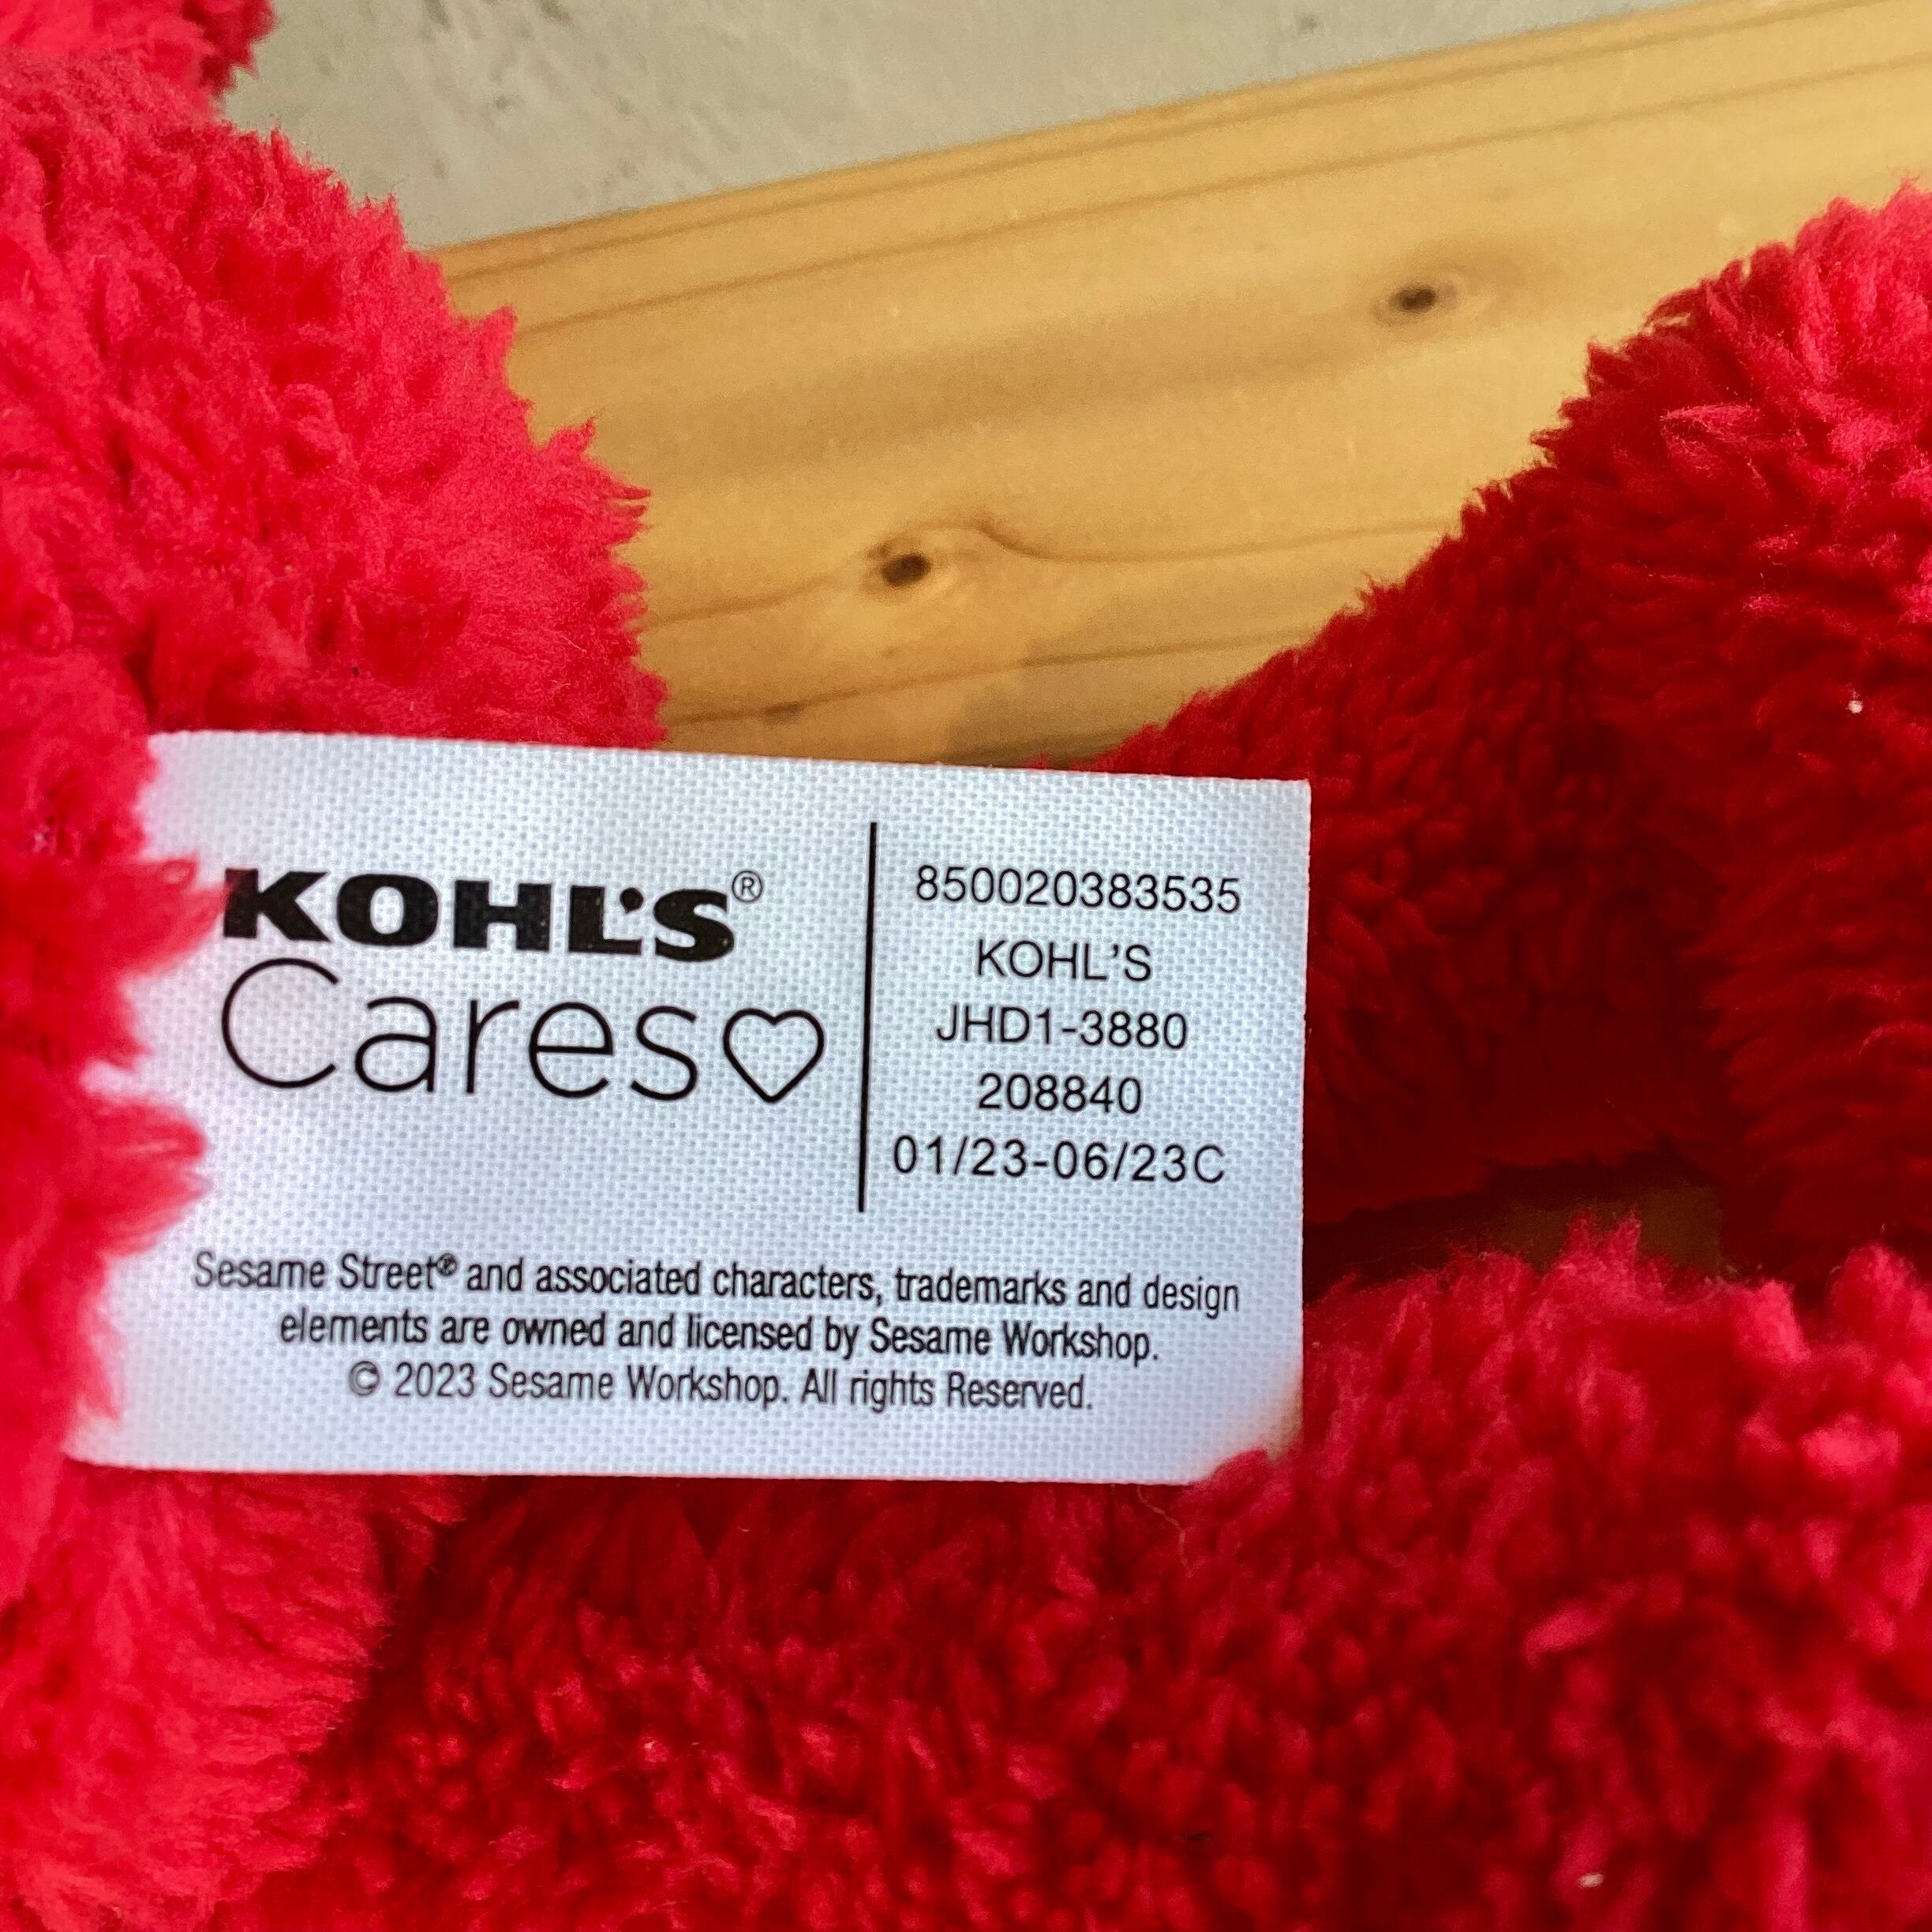 KOHL'S®
Cares♡
850020383535
KOHL'S
JHD1-3880
208840
01/23-06/23C
Sesame Street® and associated characters, trademarks and design
elements are owned and licensed by Sesame Workshop.
© 2023 Sesame Workshop. All rights Reserved.